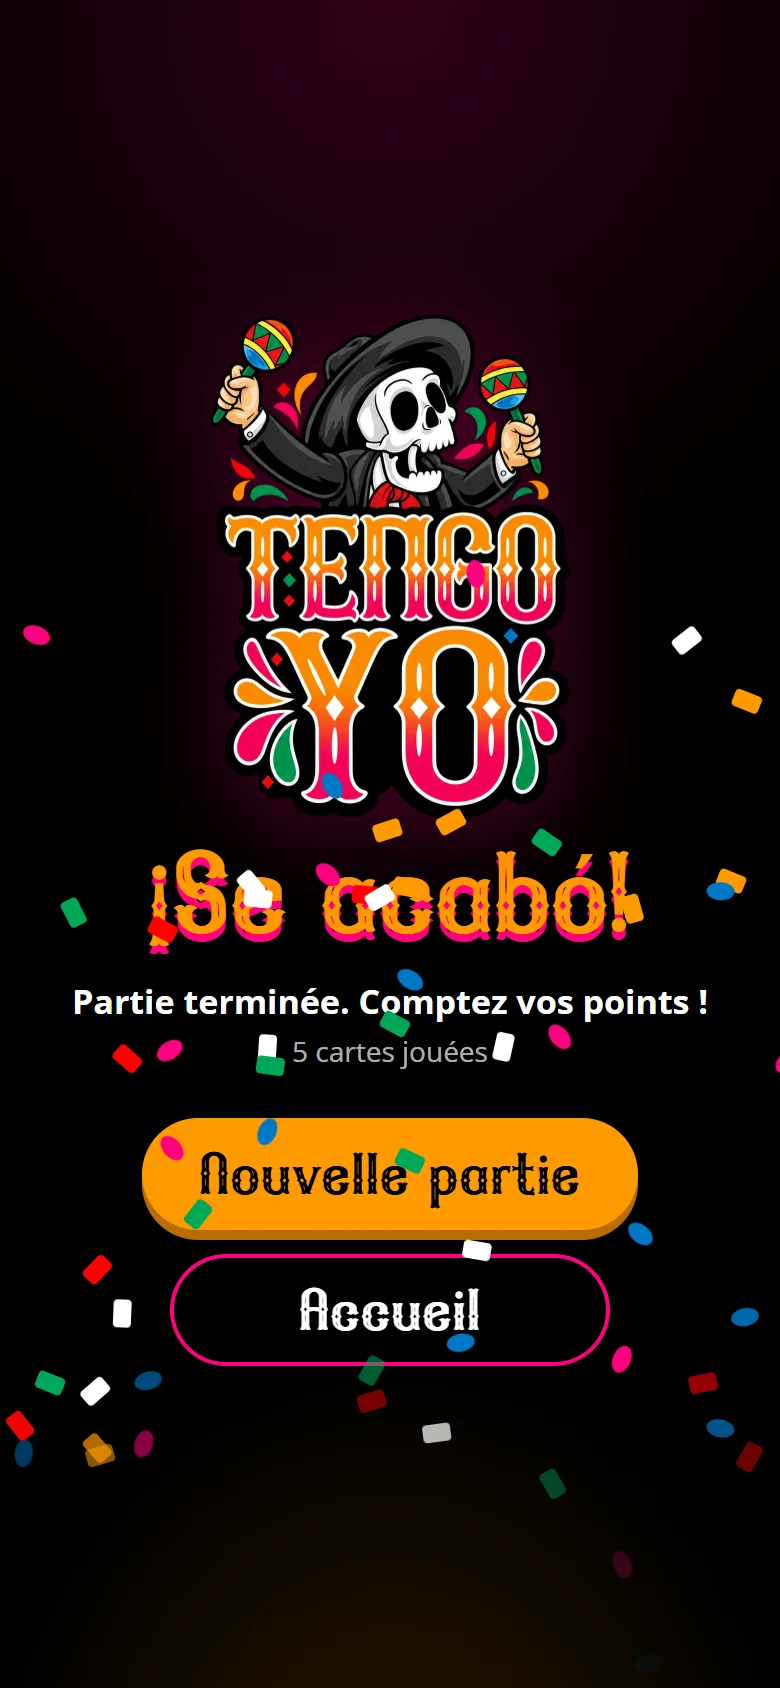 TENGO
YO
¡Se acabó!
Partie terminée. Comptez vos points !
5 cartes jouées
Nouvelle partie
Accueil